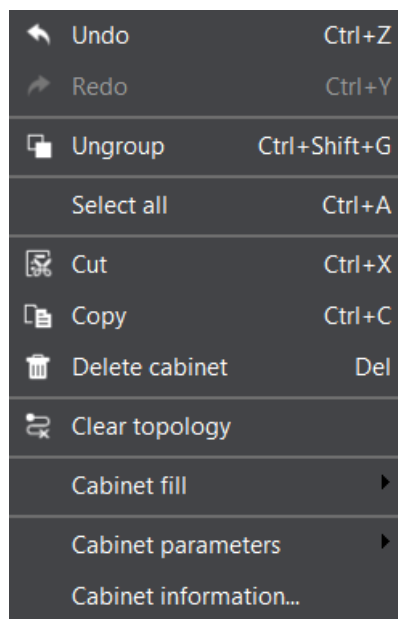 Undo Ctrl+Z
Redo Ctrl+Y
Ungroup Ctrl+Shift+G
Select all Ctrl+A
Cut Ctrl+X
Copy Ctrl+C
Delete cabinet Del
Clear topology
Cabinet fill
Cabinet parameters
Cabinet information...